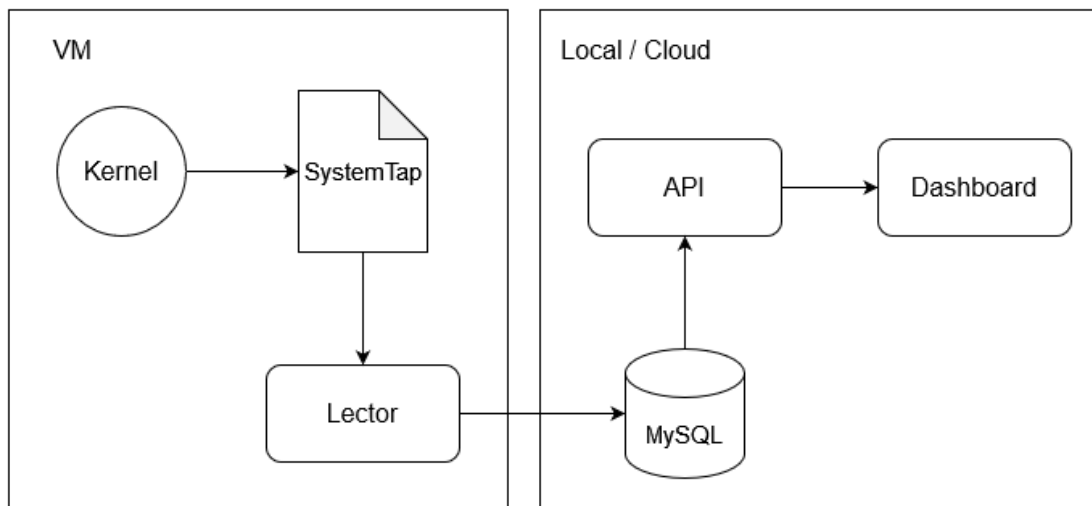 VM
Kernel
SystemTap
Lector
Local / Cloud
API
Dashboard
MySQL